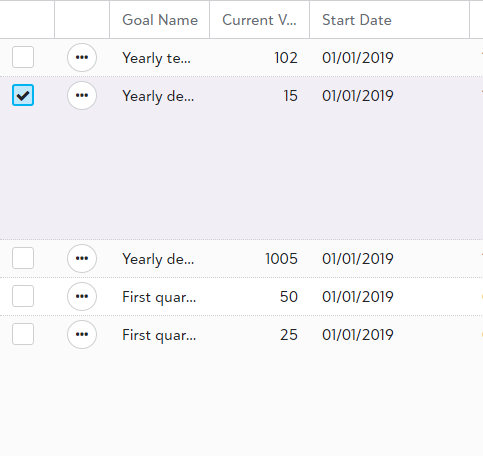 Goal Name Current V... Start Date
Yearly te... 102 01/01/2019
Yearly de... 15 01/01/2019
Yearly de... 1005 01/01/2019
First quar... 50 01/01/2019
First quar... 25 01/01/2019